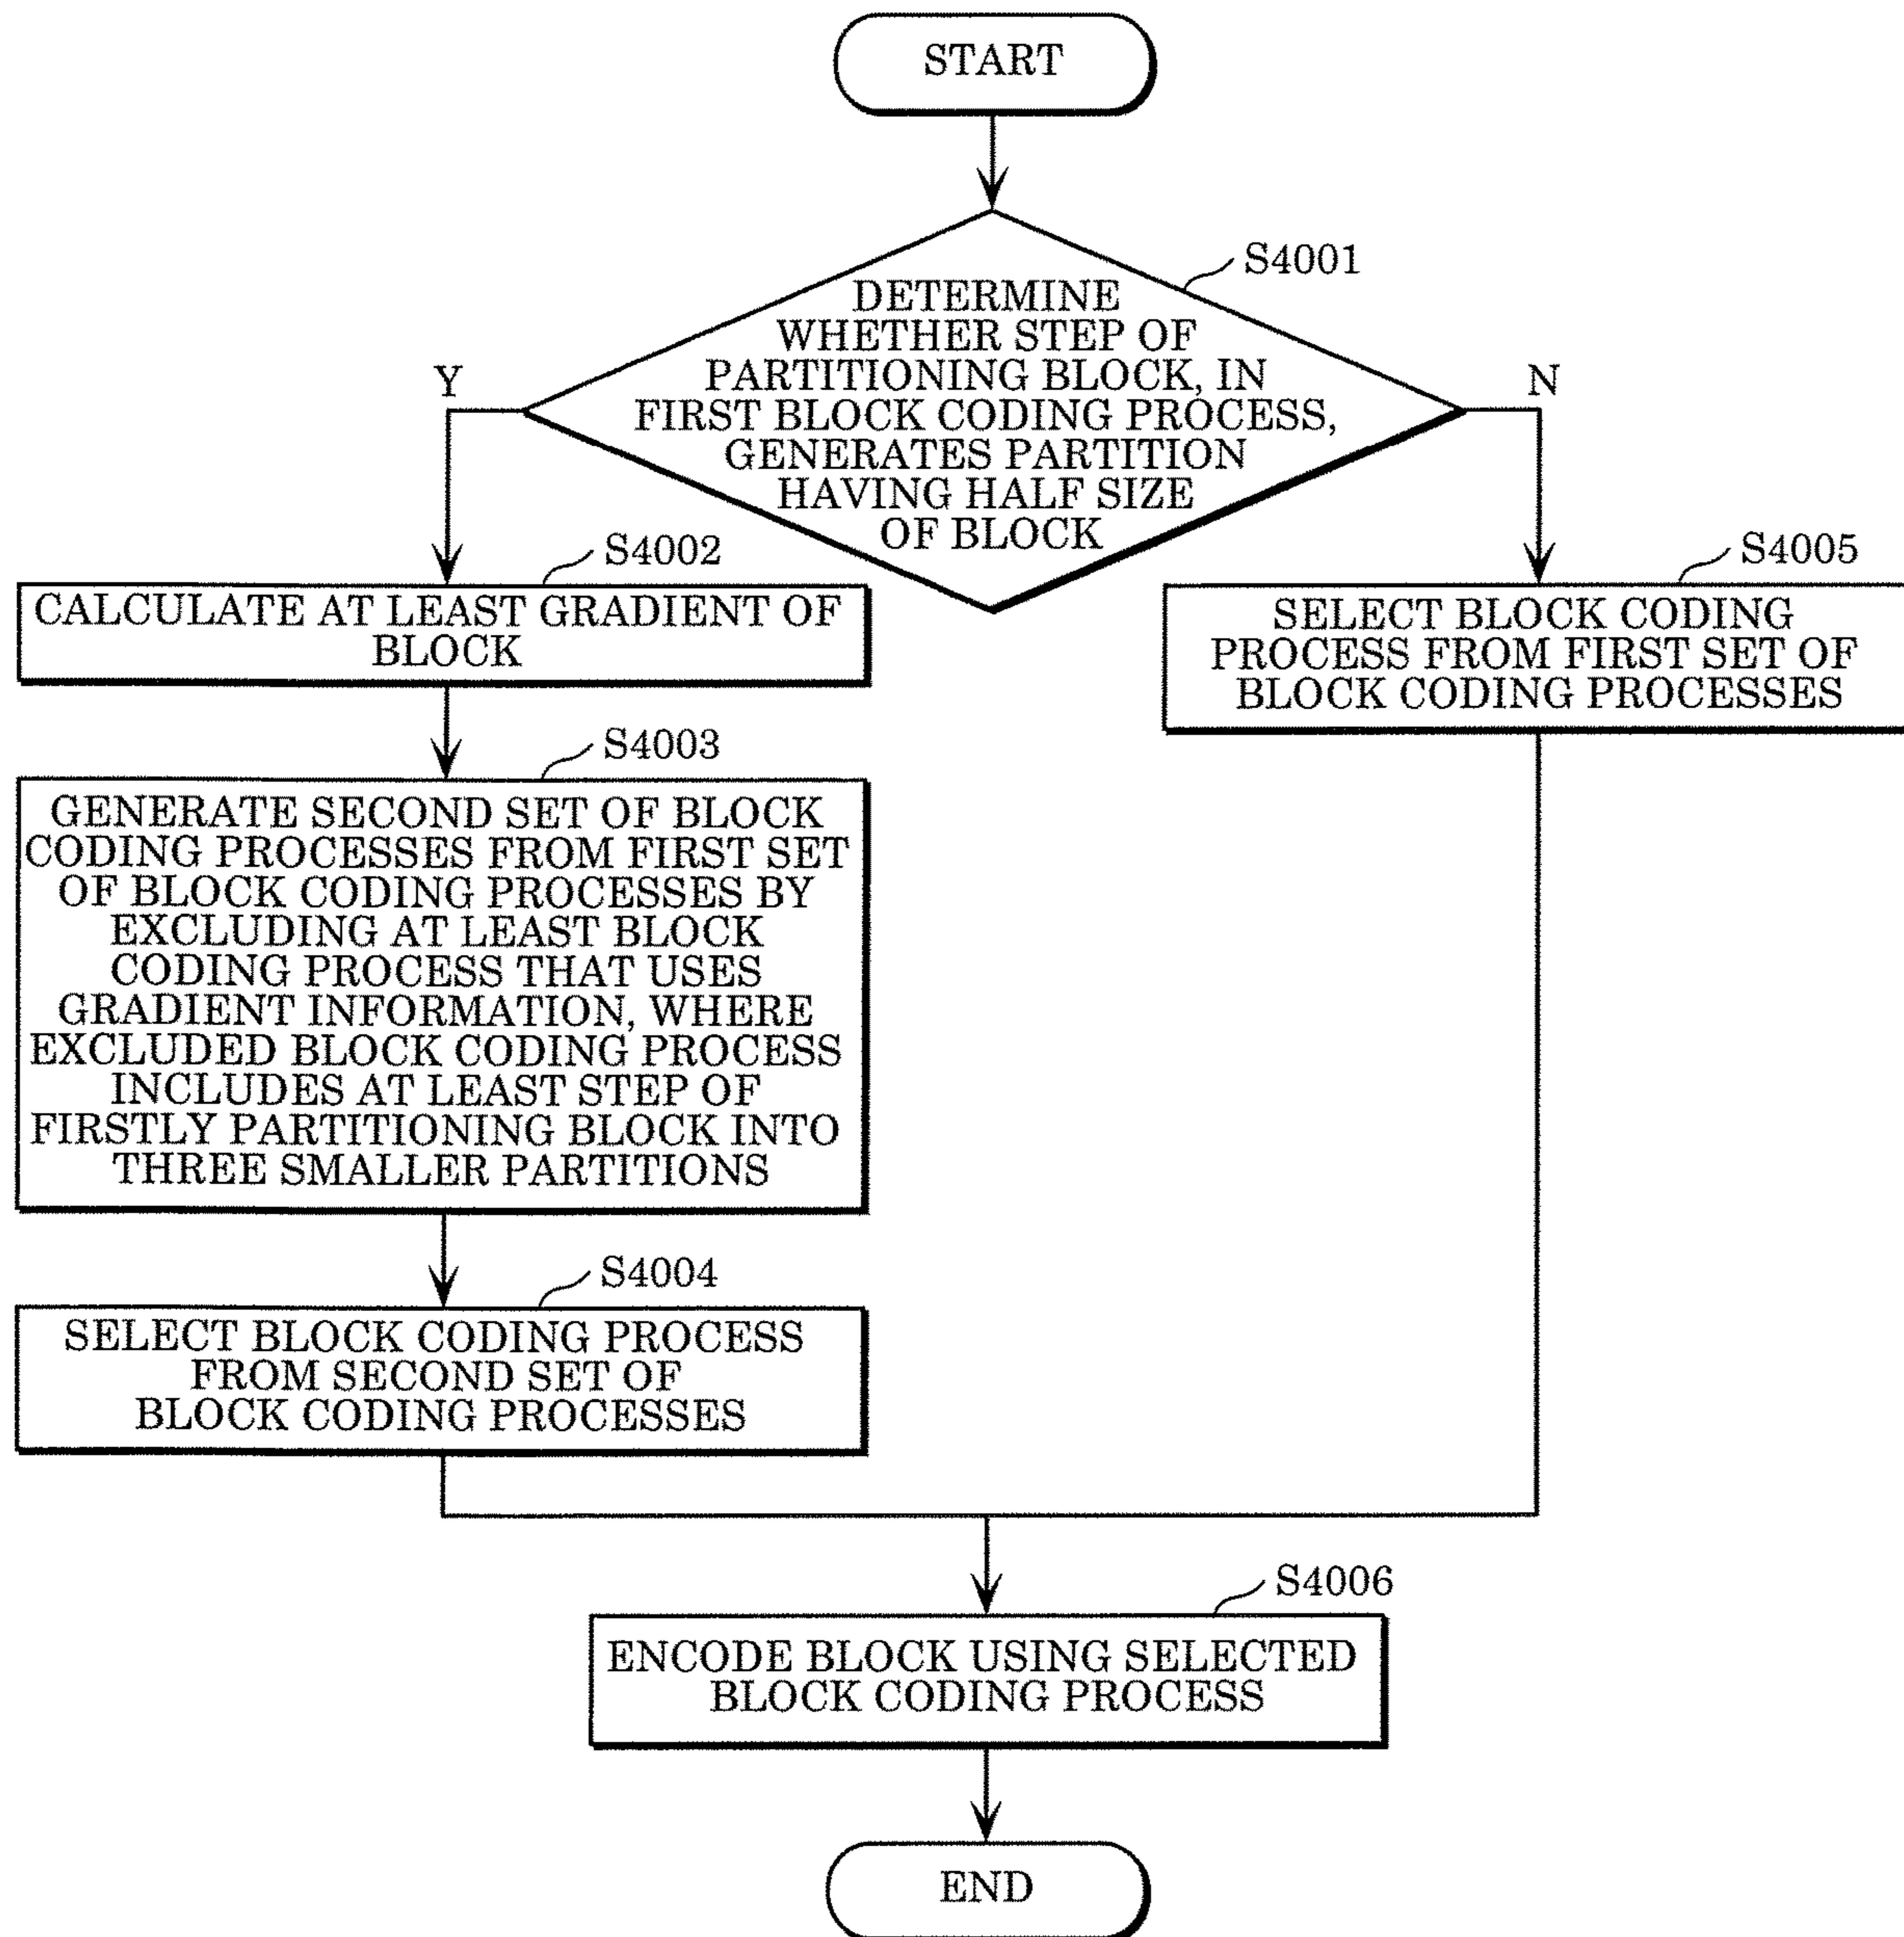 START
S4001
DETERMINE
WHETHER STEP OF
PARTITIONING BLOCK, IN
FIRST BLOCK CODING PROCESS,
GENERATES PARTITION
HAVING HALF SIZE
OF BLOCK
Y
N
S4002
CALCULATE AT LEAST GRADIENT OF
BLOCK
S4005
SELECT BLOCK CODING
PROCESS FROM FIRST SET OF
BLOCK CODING PROCESSES
S4003
GENERATE SECOND SET OF BLOCK
CODING PROCESSES FROM FIRST SET
OF BLOCK CODING PROCESSES BY
EXCLUDING AT LEAST BLOCK
CODING PROCESS THAT USES
GRADIENT INFORMATION, WHERE
EXCLUDED BLOCK CODING PROCESS
INCLUDES AT LEAST STEP OF
FIRSTLY PARTITIONING BLOCK INTO
THREE SMALLER PARTITIONS
S4004
SELECT BLOCK CODING PROCESS
FROM SECOND SET OF
BLOCK CODING PROCESSES
S4006
ENCODE BLOCK USING SELECTED
BLOCK CODING PROCESS
END